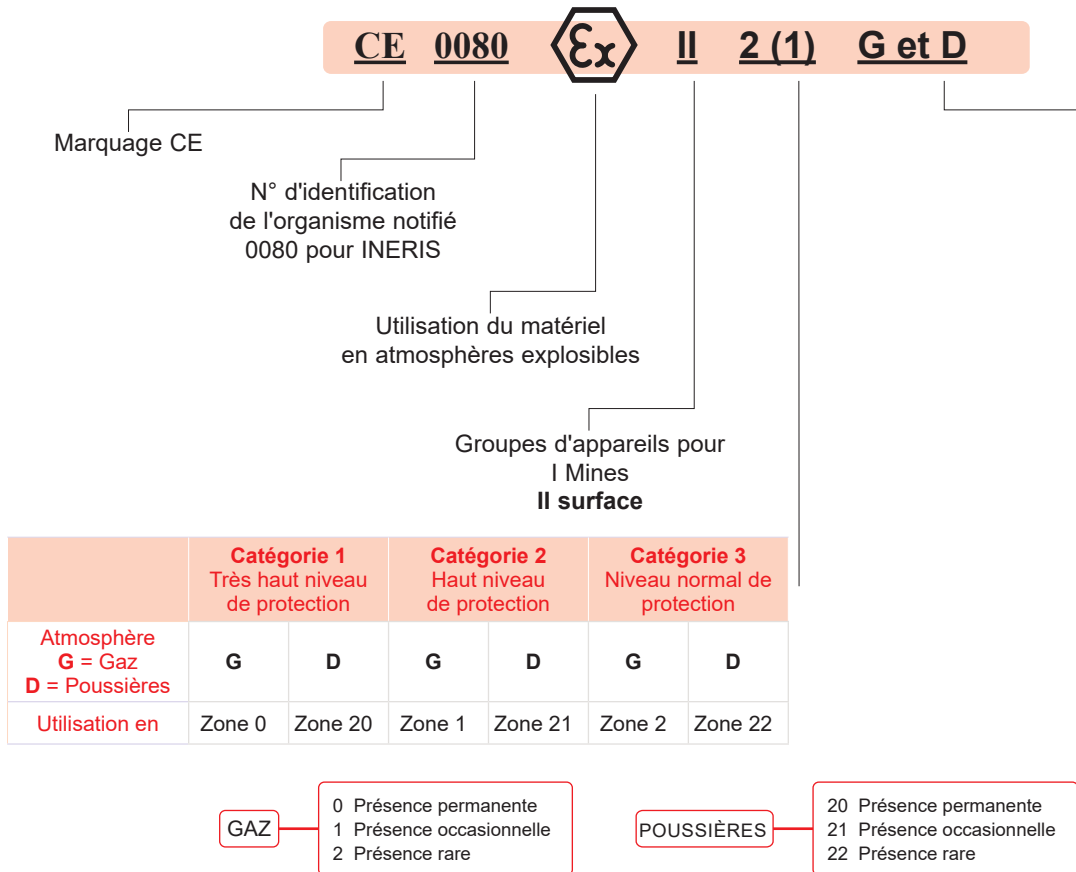 CE 0080 Ex II 2 (1) G et D
Marquage CE
N° d'identification
de l'organisme notifié
0080 pour INERIS
Utilisation du matériel
en atmosphères explosibles
Groupes d'appareils pour
I Mines
II surface
Catégorie 1 Catégorie 2 Catégorie 3
Très haut niveau Haut niveau Niveau normal de
de protection de protection protection
Atmosphère
G = Gaz
D = Poussières
G D G D G D
Utilisation en Zone 0 Zone 20 Zone 1 Zone 21 Zone 2 Zone 22
GAZ
0 Présence permanente
1 Présence occasionnelle
2 Présence rare
POUSSIÈRES
20 Présence permanente
21 Présence occasionnelle
22 Présence rare